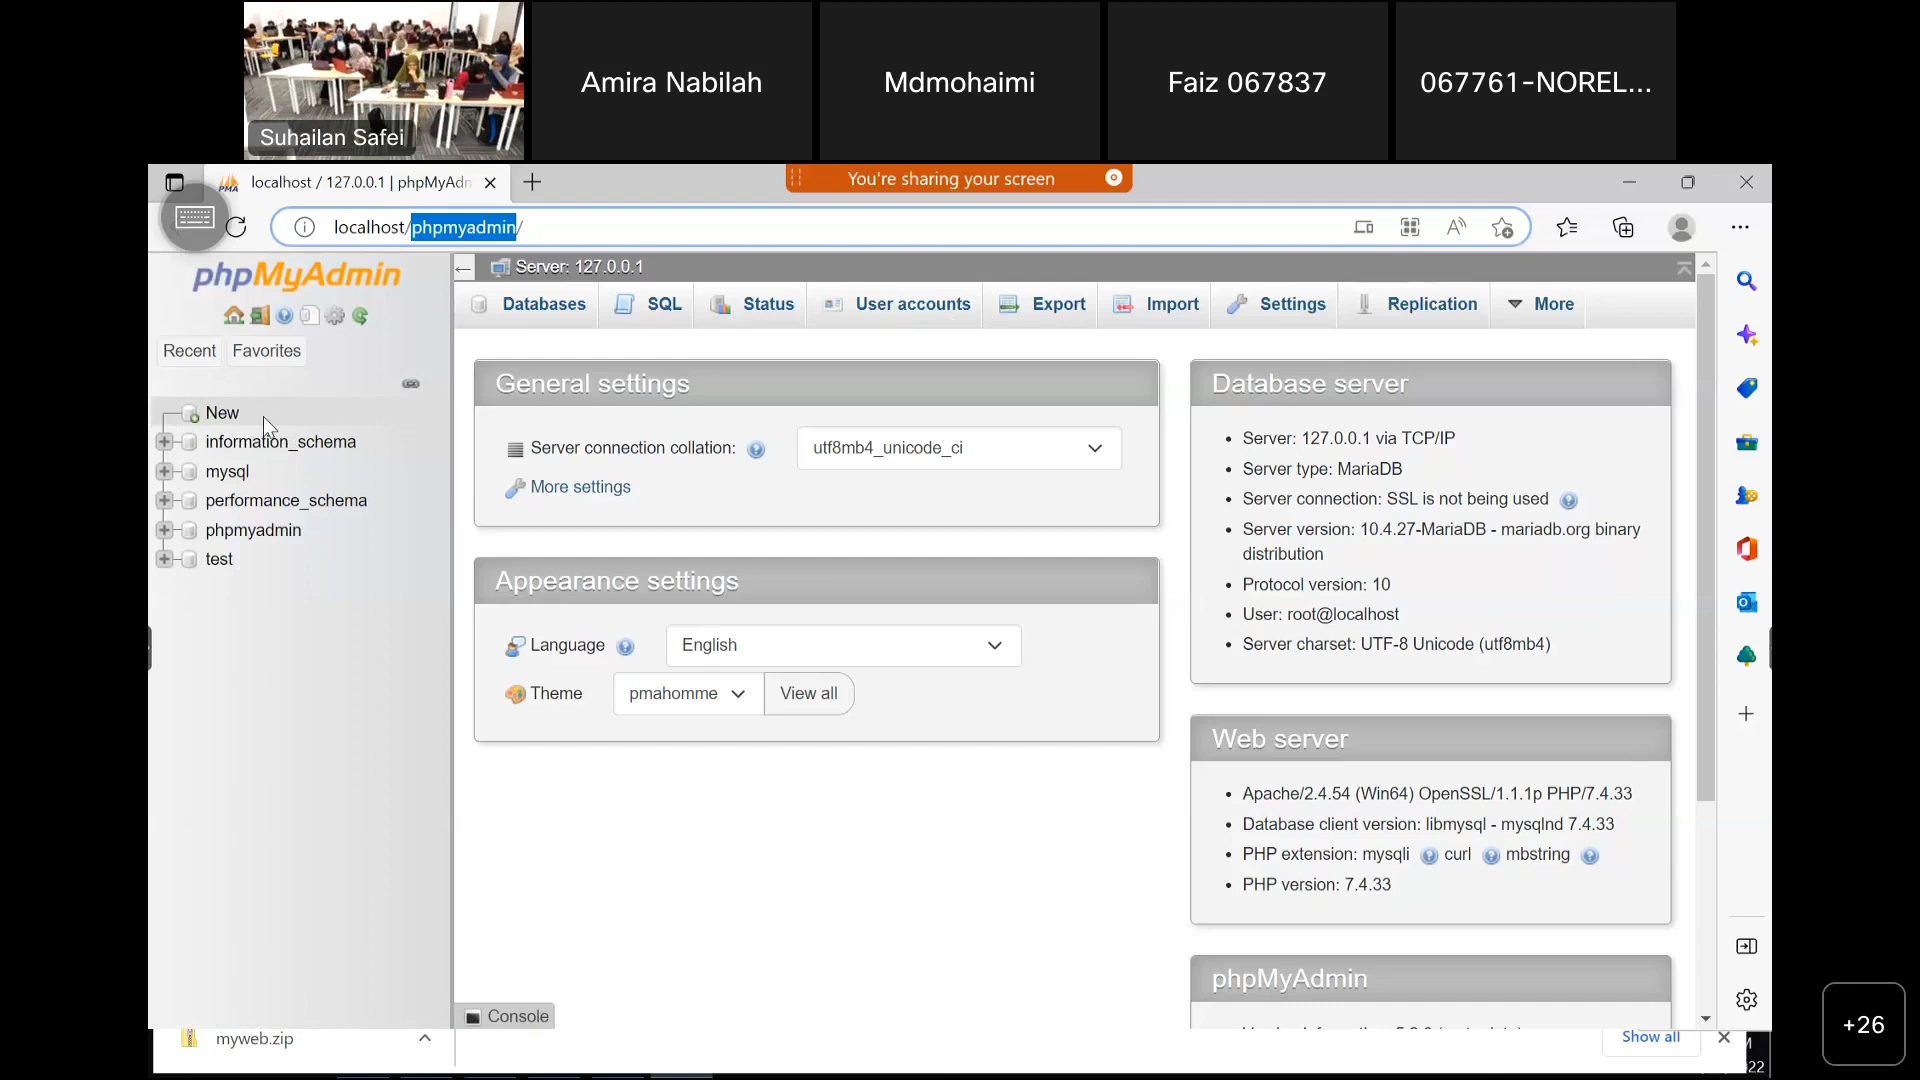 Suhailan Safei
Amira Nabilah
Mdmohaimi
Faiz 067837
067761-NOREL...
localhost / 127.0.0.1 | phpMyAdn
You're sharing your screen
localhost/phpmyadmin/
phpMyAdmin
Recent
Favorites
New
information_schema
mysql
performance_schema
phpmyadmin
test
Server: 127.0.0.1
Databases
SQL
Status
User accounts
Export
Import
Settings
Replication
More
General settings
Server connection collation:
utf8mb4_unicode_ci
More settings
Appearance settings
Language
English
Theme
pmahomme
View all
Database server
Server: 127.0.0.1 via TCP/IP
Server type: MariaDB
Server connection: SSL is not being used
Server version: 10.4.27-MariaDB - mariadb.org binary
distribution
Protocol version: 10
User: root@localhost
Server charset: UTF-8 Unicode (utf8mb4)
Web server
Apache/2.4.54 (Win64) OpenSSL/1.1.1p PHP/7.4.33
Database client version: libmysql - mysqlnd 7.4.33
PHP extension: mysqli curl mbstring
PHP version: 7.4.33
phpMyAdmin
Console
myweb.zip
Show all
+26